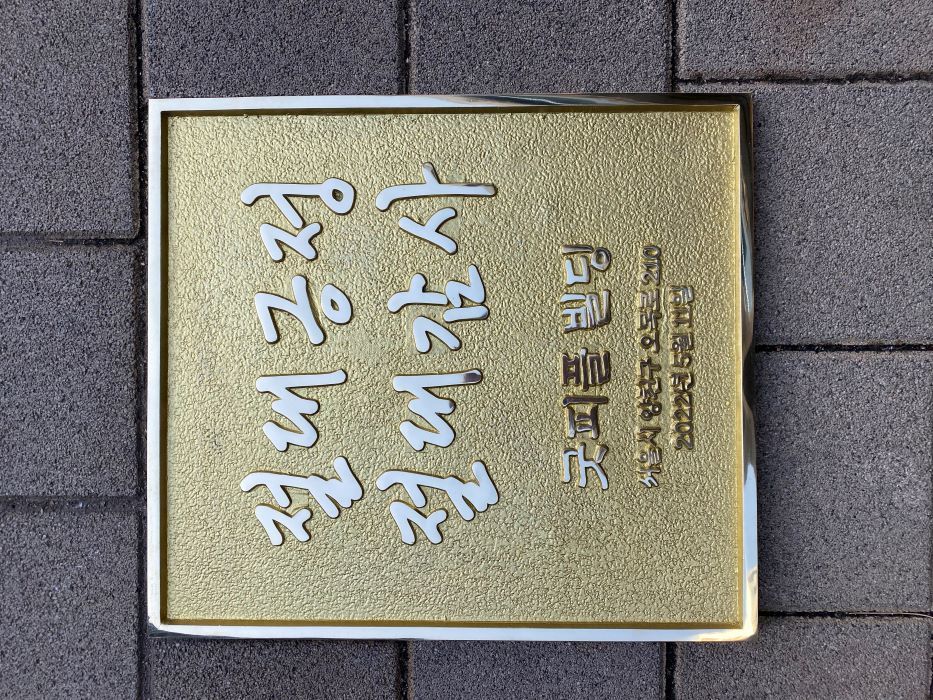 절대긍정
절대감사
굿피플 빌딩
서울시 양천구 오목로 210
2022년 5월 11일